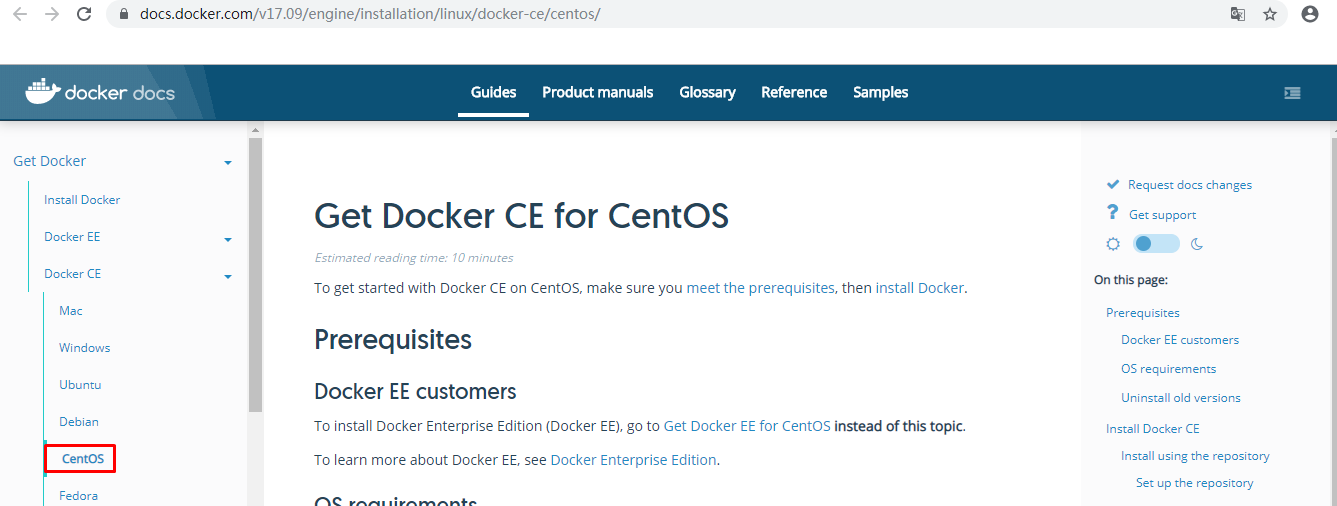 docs.docker.com/v17.09/engine/installation/linux/docker-ce/centos/
docker docs
Guides
Product manuals
Glossary
Reference
Samples
Get Docker
Install Docker
Docker EE
Docker CE
Mac
Windows
Ubuntu
Debian
CentOS
Fedora
Get Docker CE for CentOS
Estimated reading time: 10 minutes
To get started with Docker CE on CentOS, make sure you meet the prerequisites, then install Docker.
Prerequisites
Docker EE customers
To install Docker Enterprise Edition (Docker EE), go to Get Docker EE for CentOS instead of this topic.
To learn more about Docker EE, see Docker Enterprise Edition.
OS requirements
Request docs changes
Get support
On this page:
Prerequisites
Docker EE customers
OS requirements
Uninstall old versions
Install Docker CE
Install using the repository
Set up the repository